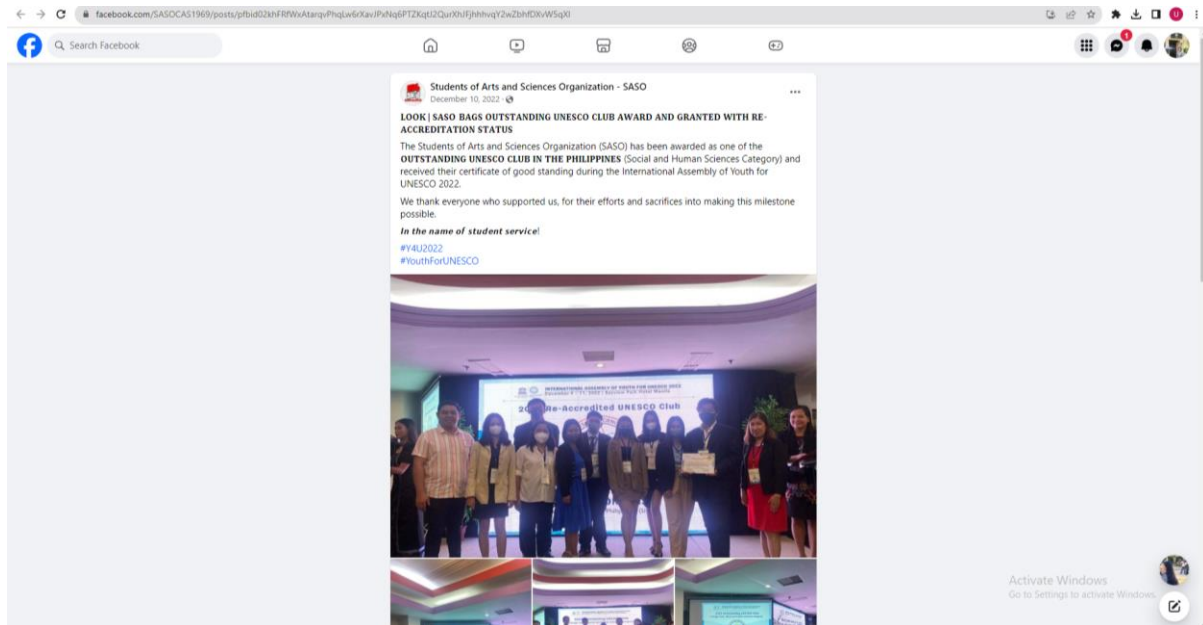 Search Facebook
1
Students of Arts and Sciences Organization - SASO
December 10, 2022 ·
LOOK | SASO BAGS OUTSTANDING UNESCO CLUB AWARD AND GRANTED WITH RE-
ACCREDITATION STATUS
The Students of Arts and Sciences Organization (SASO) has been awarded as one of the
OUTSTANDING UNESCO CLUB IN THE PHILIPPINES (Social and Human Sciences Category) and
received their certificate of good standing during the International Assembly of Youth for
UNESCO 2022.
We thank everyone who supported us, for their efforts and sacrifices into making this milestone
possible.
In the name of student service!
#Y4U2022
#YouthForUNESCO
INTERNATIONAL ASSEMBLY OF YOUTH FOR UNESCO 2022
Re-Accredited UNESCO Club
Activate Windows
Go to Settings to activate Windows.